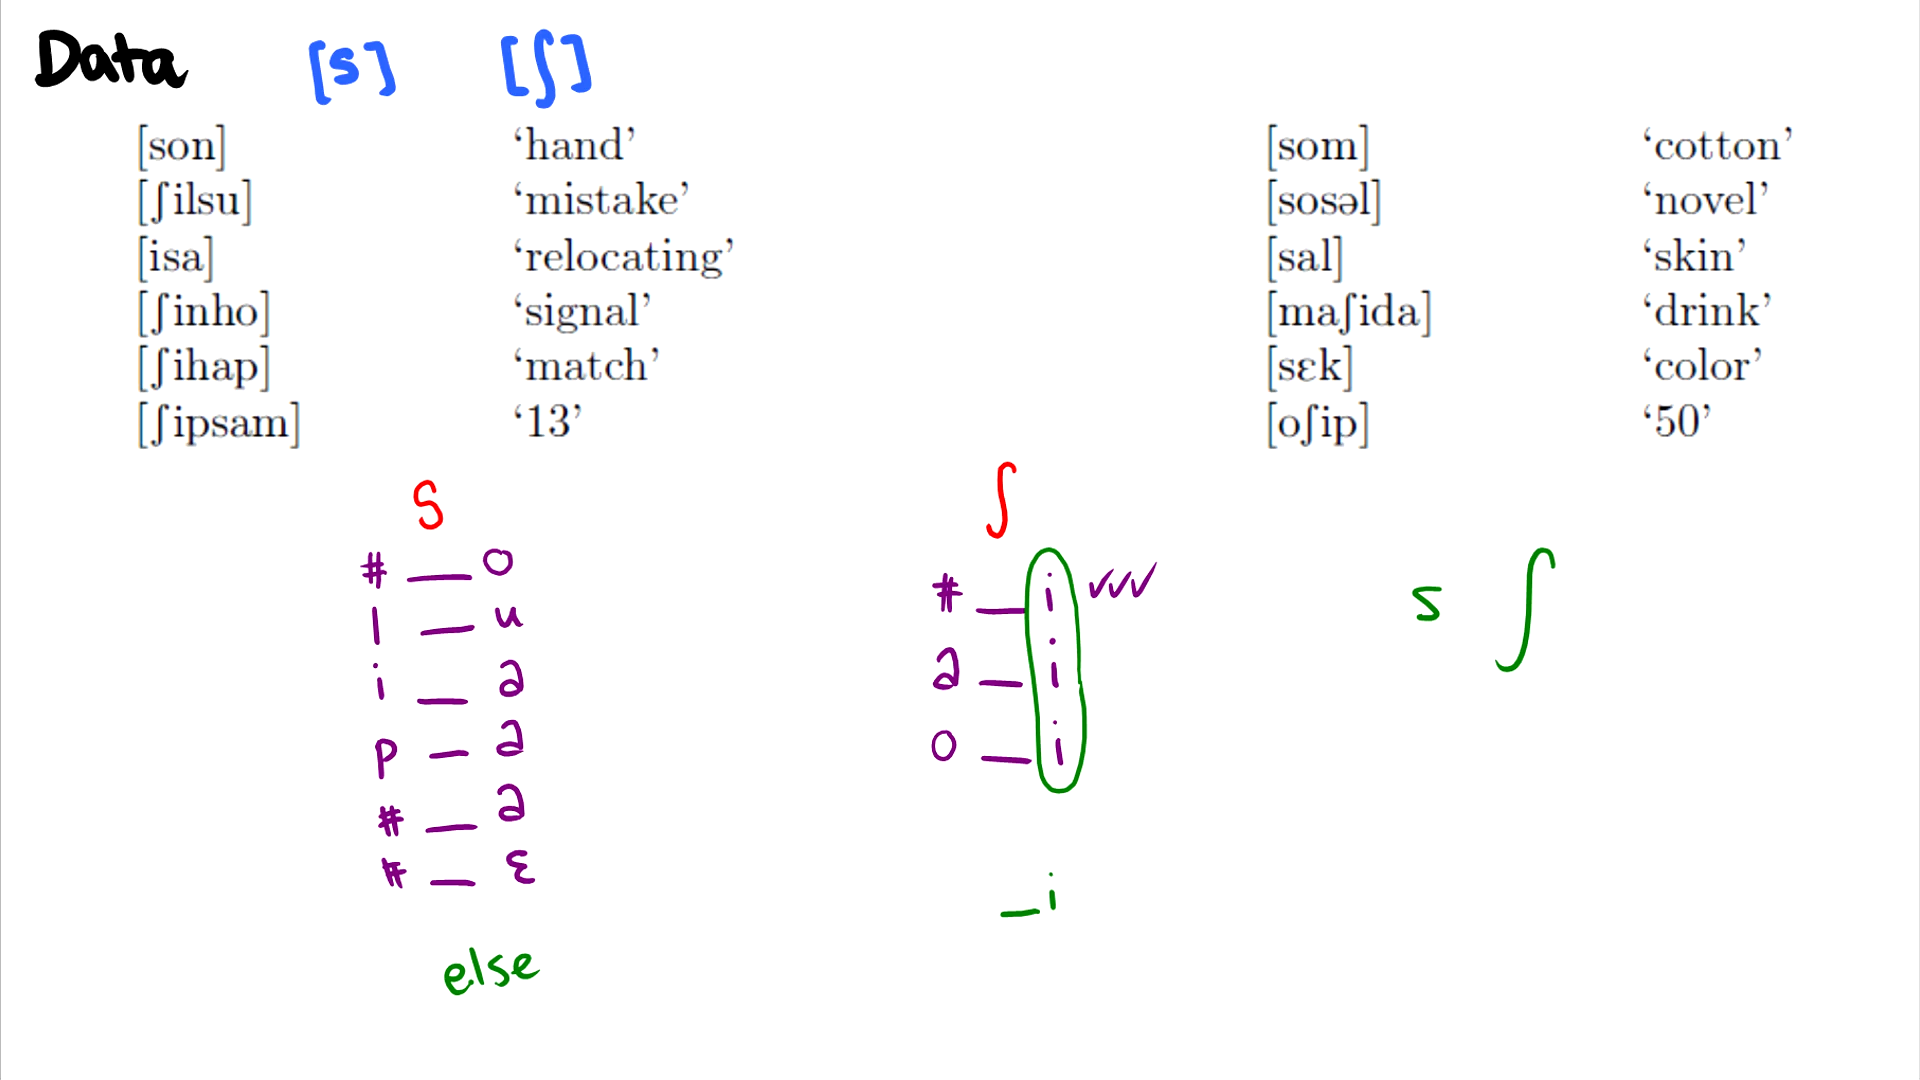 Data [s] [ʃ]
[son] ‘hand’ [som] ‘cotton’
[ʃilsu] ‘mistake’ [sosəl] ‘novel’
[isa] ‘relocating’ [sal] ‘skin’
[ʃinho] ‘signal’ [maʃida] ‘drink’
[ʃihap] ‘match’ [sɛk] ‘color’
[ʃipsam] ‘13’ [oʃip] ‘50’
s
# __ o
l __ u
i __ a
p __ a
# __ a
# __ ɛ
else
ʃ
# __ i ✓✓✓
a __ i
o __ i
_ i
s ʃ